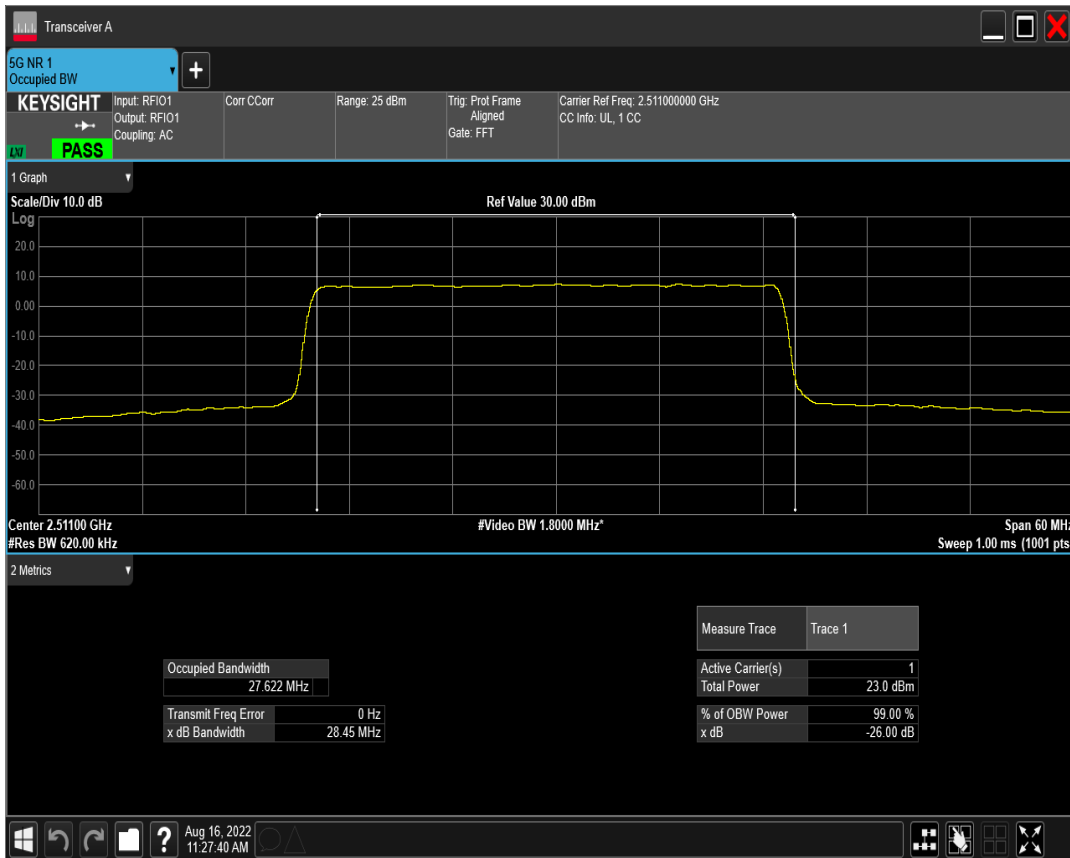 Transceiver A
5G NR 1
Occupied BW
+
KEYSIGHT
LXI
PASS
Input: RFIO1
Output: RFIO1
Coupling: AC
Corr CCorr
Range: 25 dBm
Trig: Prot Frame
Aligned
Gate: FFT
Carrier Ref Freq: 2.511000000 GHz
CC Info: UL, 1 CC
1 Graph
Scale/Div 10.0 dB
Ref Value 30.00 dBm
Log
20.0
10.0
0.00
-10.0
-20.0
-30.0
-40.0
-50.0
-60.0
Center 2.51100 GHz
#Video BW 1.8000 MHz*
Span 60 MHz
#Res BW 620.00 kHz
Sweep 1.00 ms (1001 pts
2 Metrics
Measure Trace Trace 1
Occupied Bandwidth
27.622 MHz
Active Carrier(s) 1
Total Power 23.0 dBm
Transmit Freq Error 0 Hz
x dB Bandwidth 28.45 MHz
% of OBW Power 99.00 %
x dB -26.00 dB
?
Aug 16, 2022
11:27:40 AM